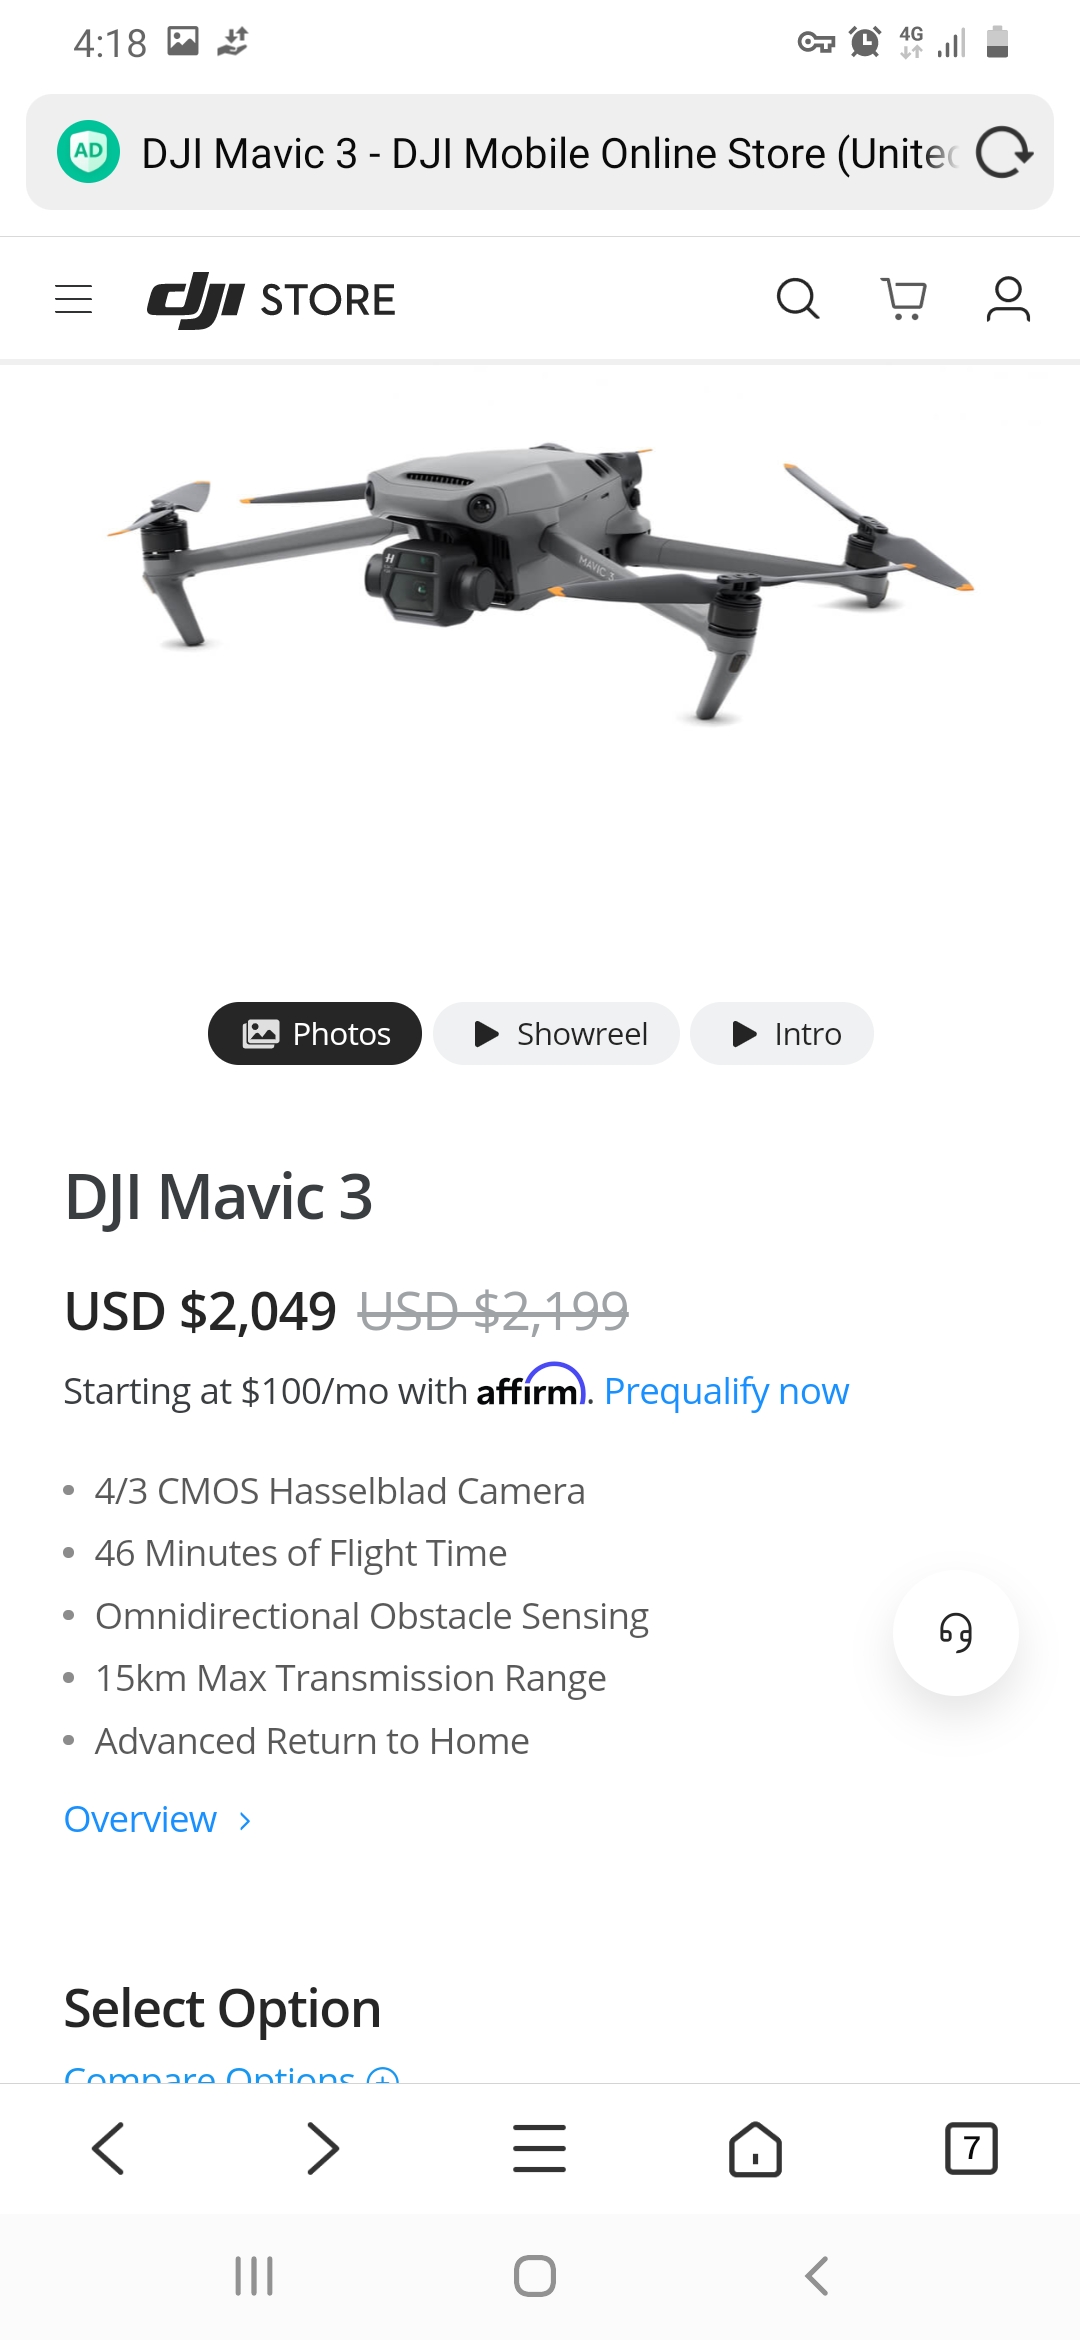 4:18
4G
AD DJI Mavic 3 - DJI Mobile Online Store (United
dji STORE
H
MAVIC 3
Photos Showreel Intro
DJI Mavic 3
USD $2,049 USD $2,199
Starting at $100/mo with affirm. Prequalify now
• 4/3 CMOS Hasselblad Camera
• 46 Minutes of Flight Time
• Omnidirectional Obstacle Sensing
• 15km Max Transmission Range
• Advanced Return to Home
Overview >
Select Option
Compare Options
7